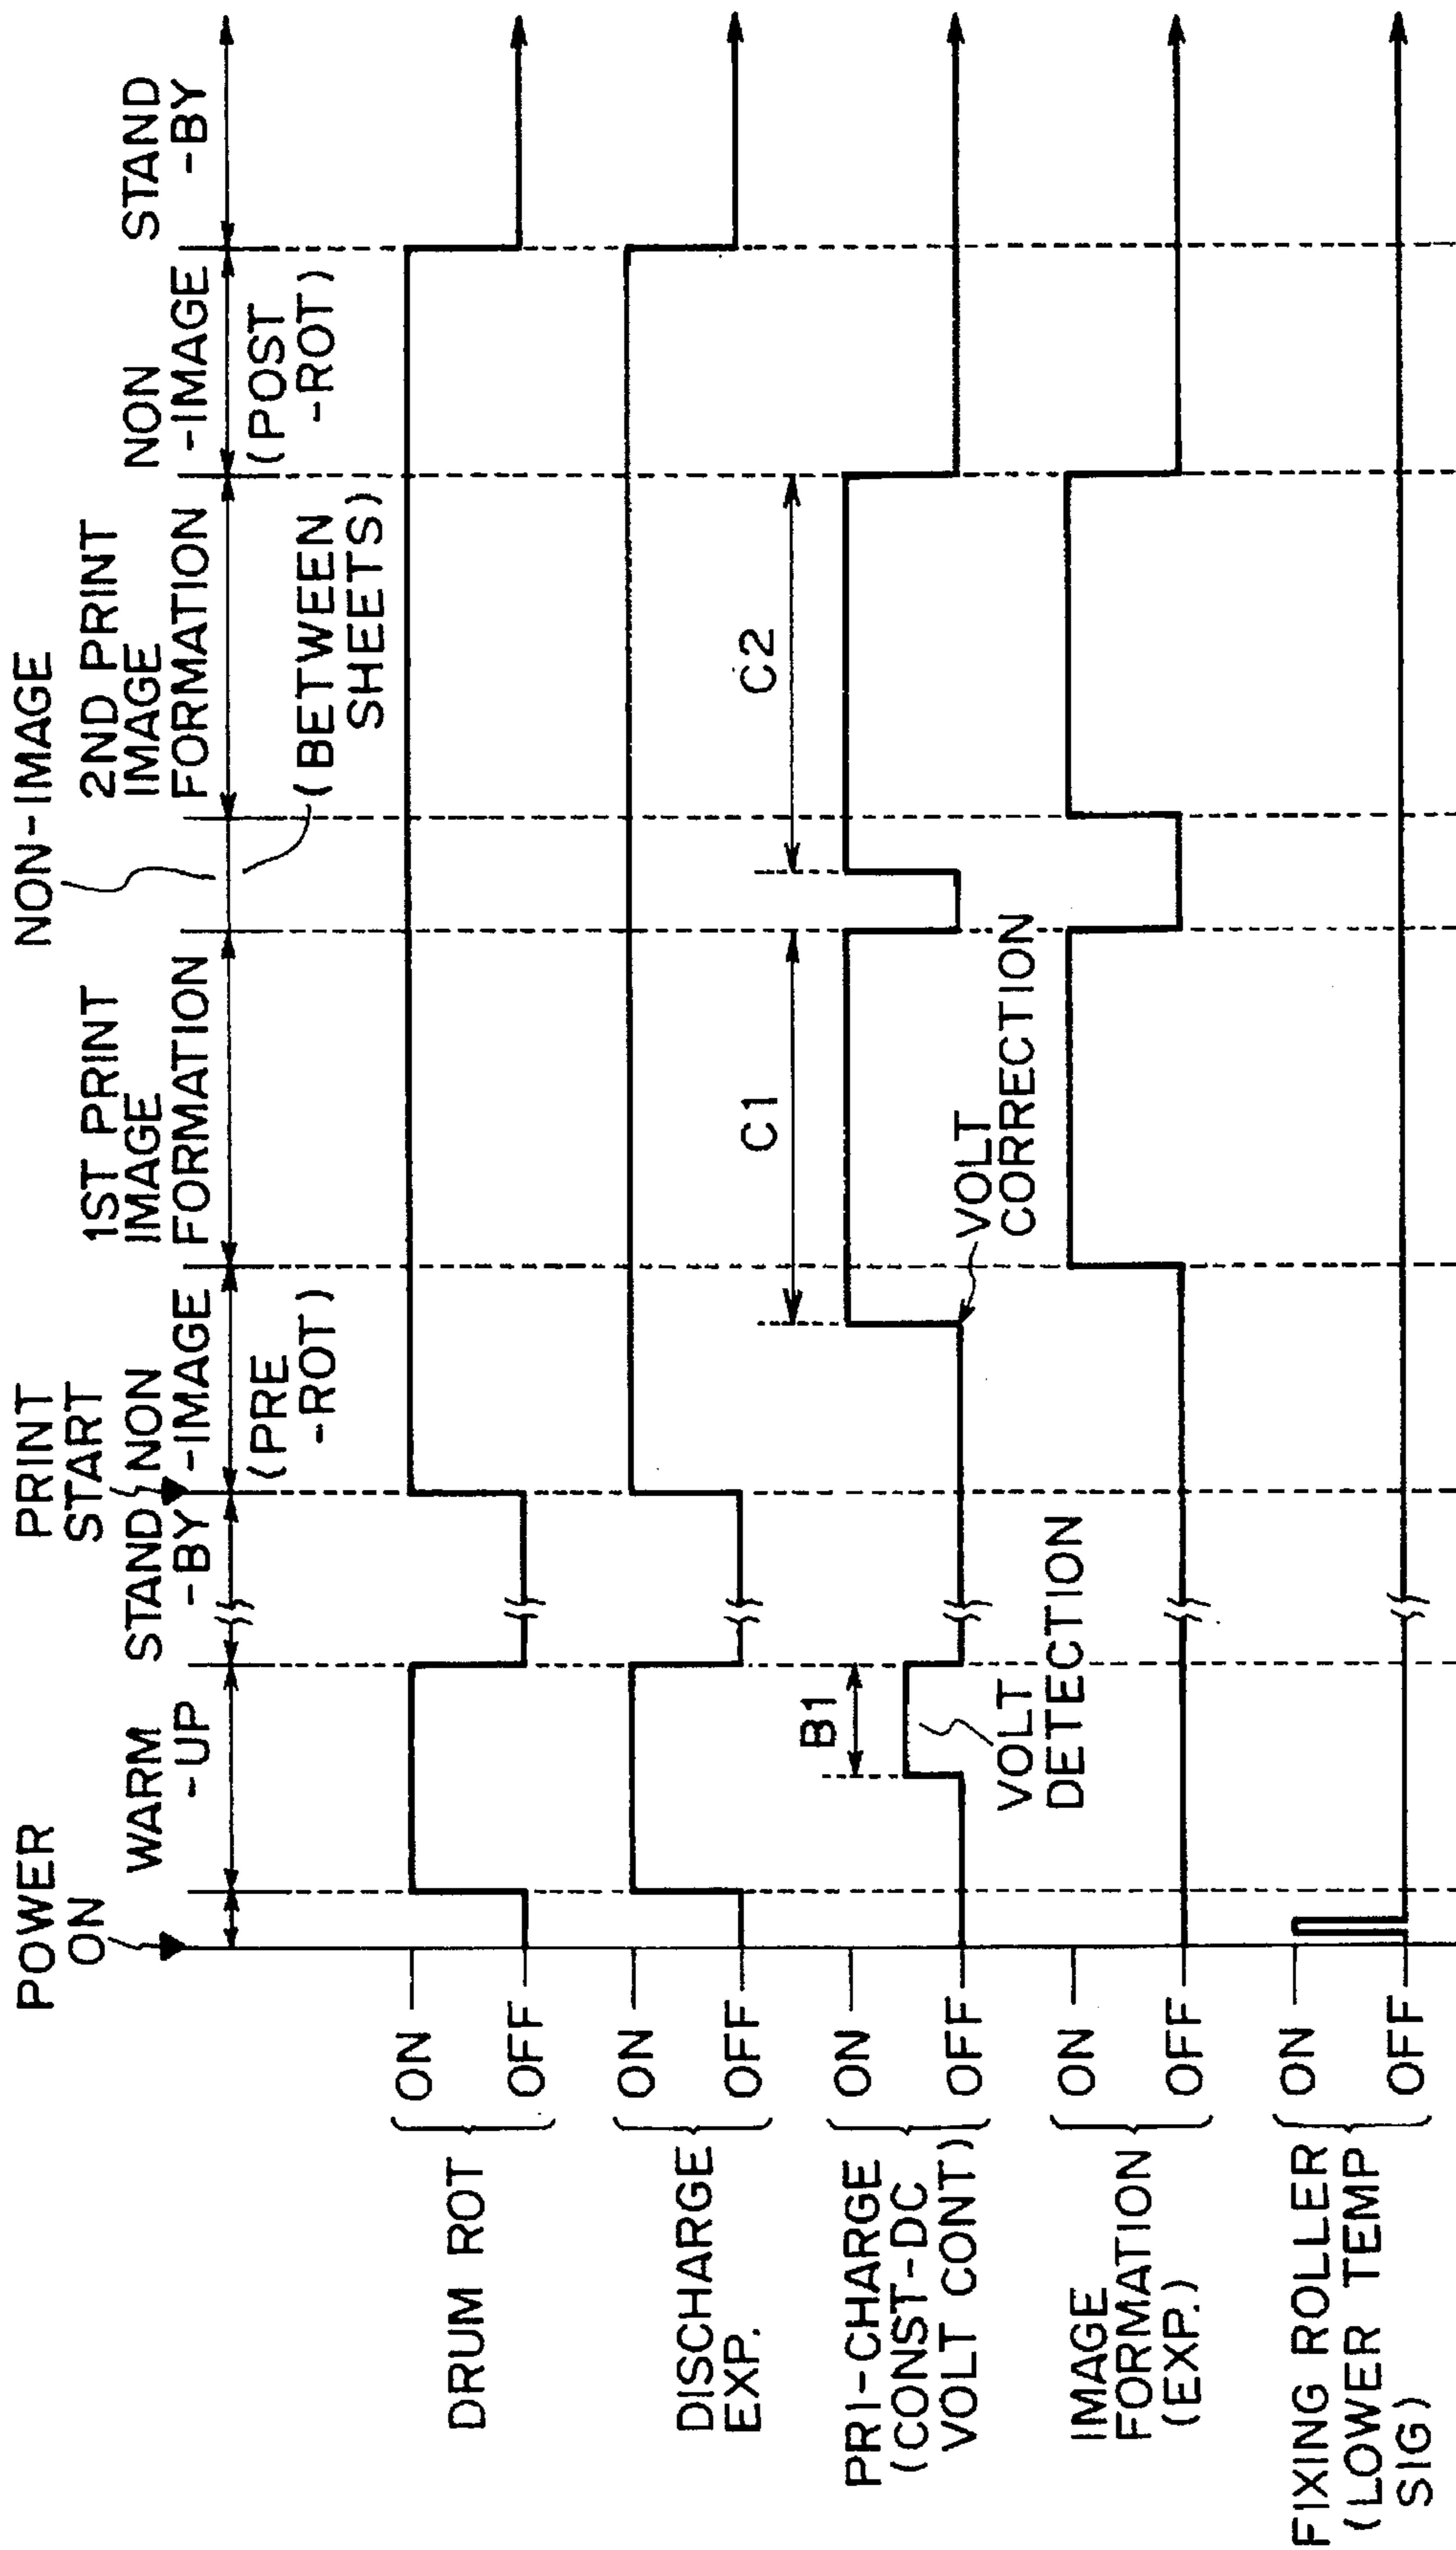 POWER
ON
PRINT
START
NON-IMAGE
WARM
-UP
STAND
-BY
NON
-IMAGE
(PRE
-ROT)
1ST PRINT
IMAGE
FORMATION
2ND PRINT
IMAGE
FORMATION
(BETWEEN
SHEETS)
NON
-IMAGE
(POST
-ROT)
STAND
-BY
DRUM ROT
ON
OFF
DISCHARGE
EXP.
ON
OFF
PRI-CHARGE
(CONST-DC
VOLT CONT)
ON
OFF
B1
VOLT
DETECTION
C1
VOLT
CORRECTION
C2
IMAGE
FORMATION
(EXP.)
ON
OFF
FIXING ROLLER
(LOWER TEMP
SIG)
ON
OFF